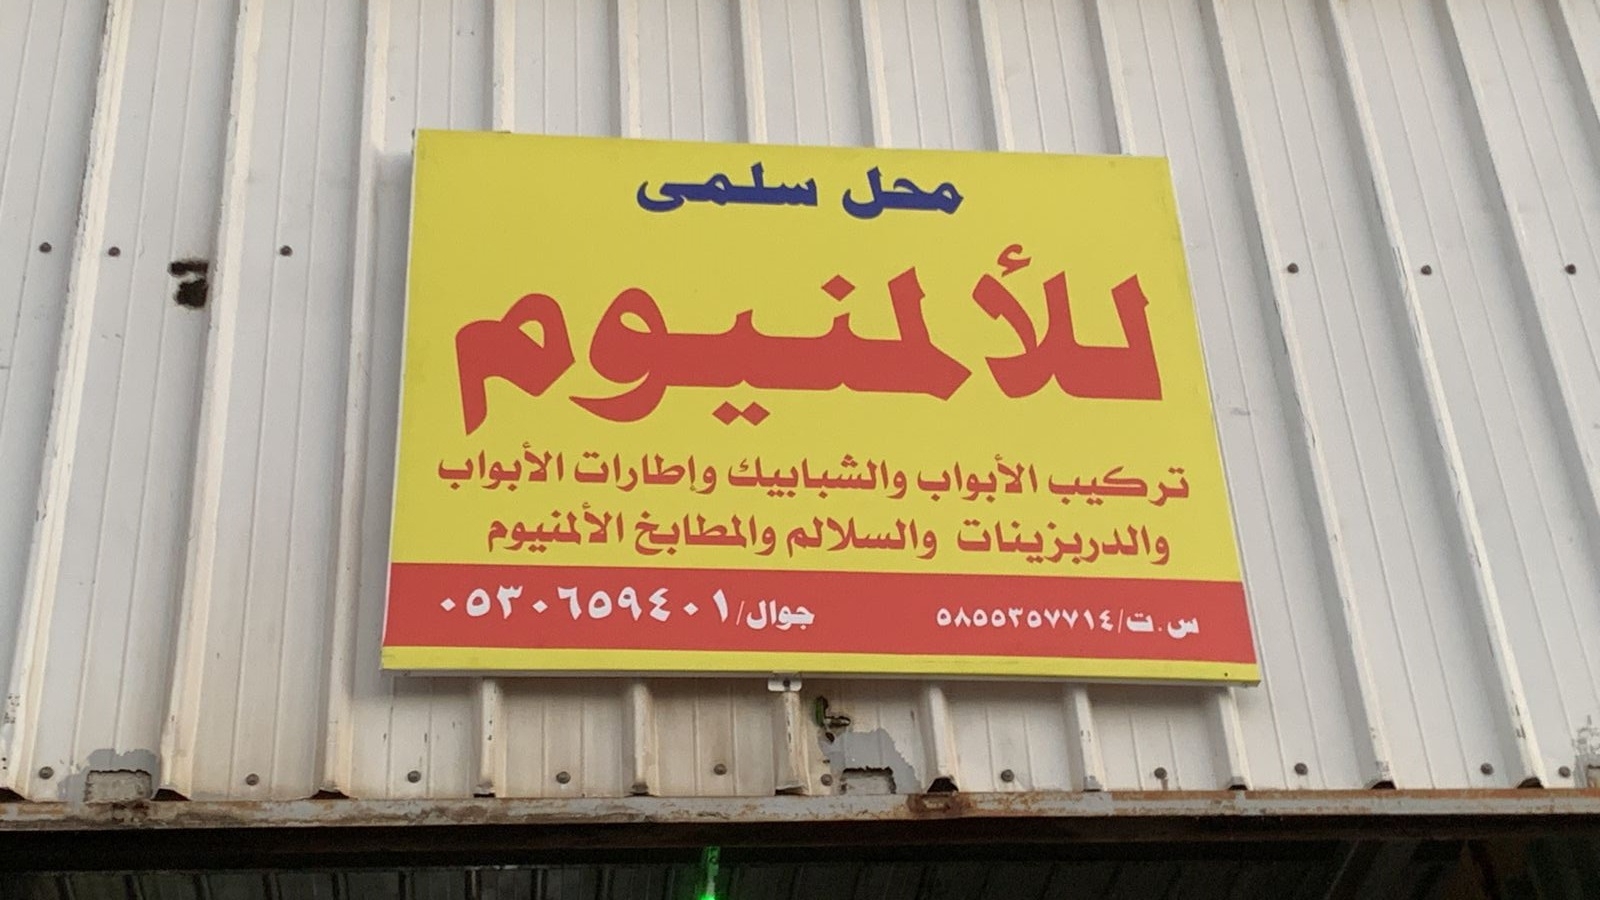 محل سلمى
للألمنيوم
تركيب الأبواب والشبابيك وإطارات الأبواب
والدربزينات والسلالم والمطابخ الألمنيوم
س.ت/٥٨٥٥٣٥٧٧١٤ جوال/٠٥٣٠٦٥٩٤٠١